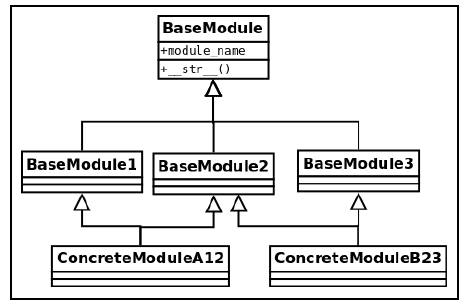 BaseModule
+module_name
+__str__()
BaseModule1
BaseModule2
BaseModule3
ConcreteModuleA12
ConcreteModuleB23